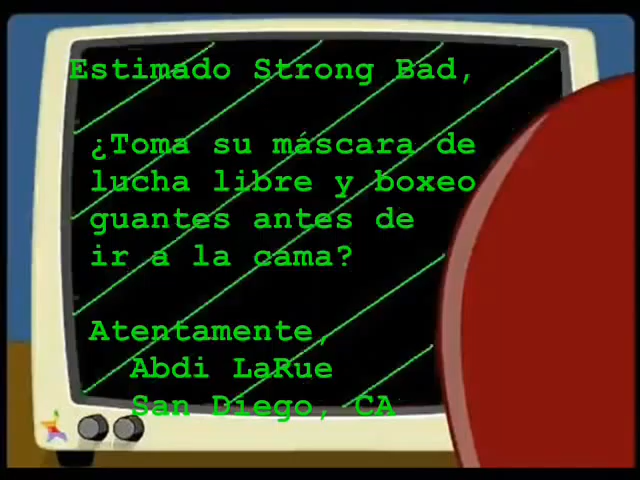 Estimado Strong Bad,
¿Toma su máscara de
lucha libre y boxeo
guantes antes de
ir a la cama?
Atentamente,
Abdi LaRue
San Diego, CA